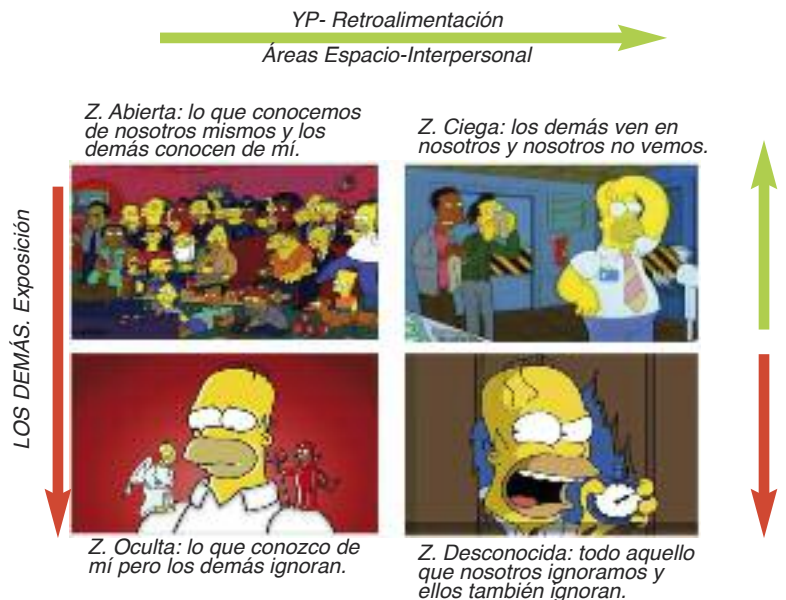 YP- Retroalimentación
Áreas Espacio-Interpersonal
Z. Abierta: lo que conocemos
de nosotros mismos y los
demás conocen de mí.
Z. Ciega: los demás ven en
nosotros y nosotros no vemos.
LOS DEMÁS. Exposición
Z. Oculta: lo que conozco de
mí pero los demás ignoran.
Z. Desconocida: todo aquello
que nosotros ignoramos y
ellos también ignoran.